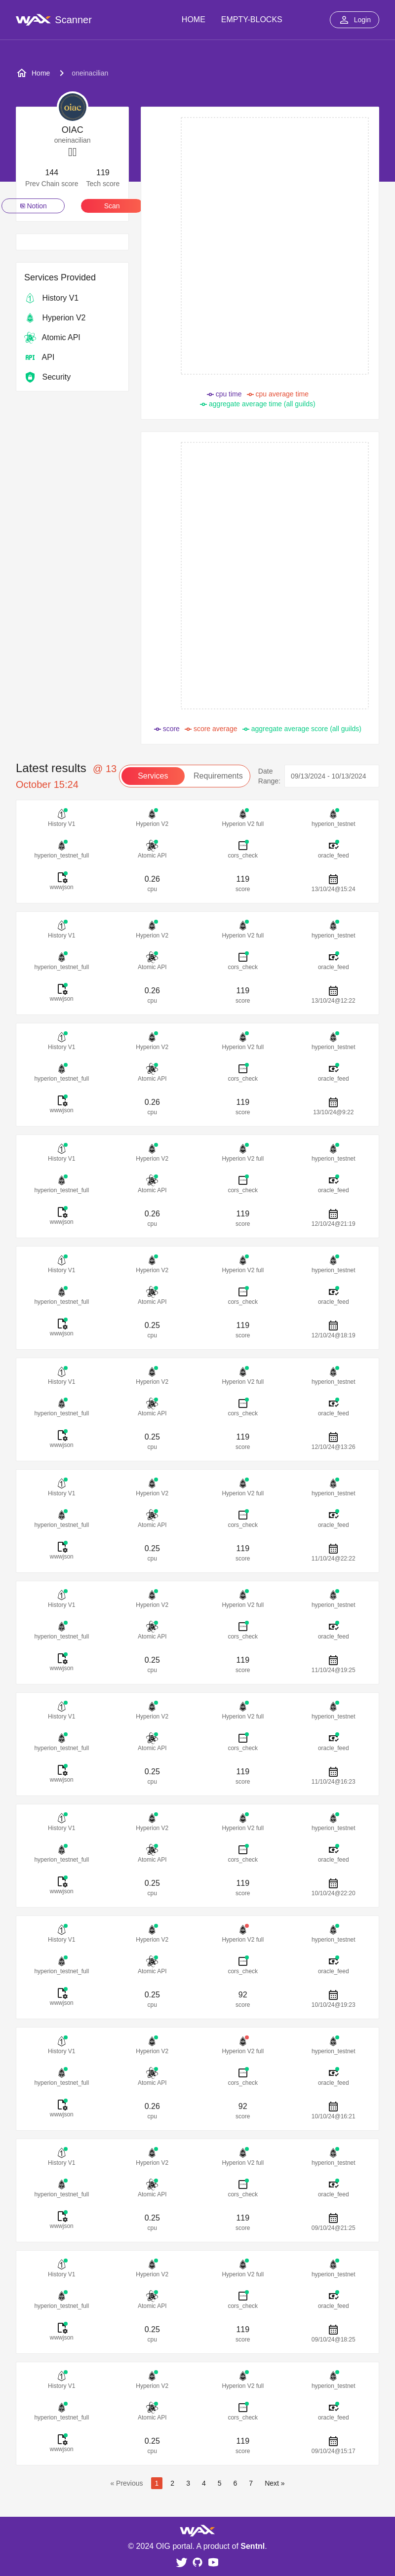 WAX Scanner
HOME
EMPTY-BLOCKS
Login
Home
oneinacilian
oiac
OIAC
oneinacilian
144
Prev Chain score
119
Tech score
Notion
Scan
Services Provided
History V1
Hyperion V2
Atomic API
API API
Security
cpu time
cpu average time
aggregate average time (all guilds)
score
score average
aggregate average score (all guilds)
Latest results @ 13
October 15:24
Services
Requirements
Date
Range:
09/13/2024 - 10/13/2024
History V1 Hyperion V2 Hyperion V2 full hyperion_testnet
hyperion_testnet_full Atomic API cors_check oracle_feed
0.26 119
wwwjson cpu score 13/10/24@15:24
History V1 Hyperion V2 Hyperion V2 full hyperion_testnet
hyperion_testnet_full Atomic API cors_check oracle_feed
0.26 119
wwwjson cpu score 13/10/24@12:22
History V1 Hyperion V2 Hyperion V2 full hyperion_testnet
hyperion_testnet_full Atomic API cors_check oracle_feed
0.26 119
wwwjson cpu score 13/10/24@9:22
History V1 Hyperion V2 Hyperion V2 full hyperion_testnet
hyperion_testnet_full Atomic API cors_check oracle_feed
0.26 119
wwwjson cpu score 12/10/24@21:19
History V1 Hyperion V2 Hyperion V2 full hyperion_testnet
hyperion_testnet_full Atomic API cors_check oracle_feed
0.25 119
wwwjson cpu score 12/10/24@18:19
History V1 Hyperion V2 Hyperion V2 full hyperion_testnet
hyperion_testnet_full Atomic API cors_check oracle_feed
0.25 119
wwwjson cpu score 12/10/24@13:26
History V1 Hyperion V2 Hyperion V2 full hyperion_testnet
hyperion_testnet_full Atomic API cors_check oracle_feed
0.25 119
wwwjson cpu score 11/10/24@22:22
History V1 Hyperion V2 Hyperion V2 full hyperion_testnet
hyperion_testnet_full Atomic API cors_check oracle_feed
0.25 119
wwwjson cpu score 11/10/24@19:25
History V1 Hyperion V2 Hyperion V2 full hyperion_testnet
hyperion_testnet_full Atomic API cors_check oracle_feed
0.25 119
wwwjson cpu score 11/10/24@16:23
History V1 Hyperion V2 Hyperion V2 full hyperion_testnet
hyperion_testnet_full Atomic API cors_check oracle_feed
0.25 119
wwwjson cpu score 10/10/24@22:20
History V1 Hyperion V2 Hyperion V2 full hyperion_testnet
hyperion_testnet_full Atomic API cors_check oracle_feed
0.25 92
wwwjson cpu score 10/10/24@19:23
History V1 Hyperion V2 Hyperion V2 full hyperion_testnet
hyperion_testnet_full Atomic API cors_check oracle_feed
0.26 92
wwwjson cpu score 10/10/24@16:21
History V1 Hyperion V2 Hyperion V2 full hyperion_testnet
hyperion_testnet_full Atomic API cors_check oracle_feed
0.25 119
wwwjson cpu score 09/10/24@21:25
History V1 Hyperion V2 Hyperion V2 full hyperion_testnet
hyperion_testnet_full Atomic API cors_check oracle_feed
0.25 119
wwwjson cpu score 09/10/24@18:25
History V1 Hyperion V2 Hyperion V2 full hyperion_testnet
hyperion_testnet_full Atomic API cors_check oracle_feed
0.25 119
wwwjson cpu score 09/10/24@15:17
« Previous 1 2 3 4 5 6 7 Next »
WAX
© 2024 OIG portal. A product of Sentnl.